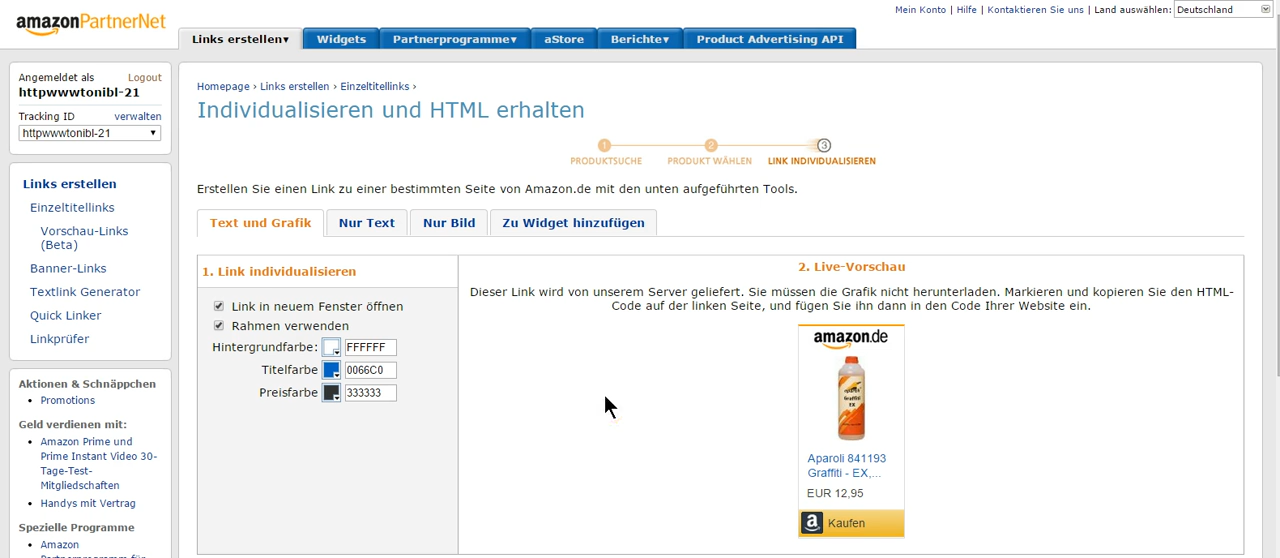 amazonPartnerNet
Mein Konto | Hilfe | Kontaktieren Sie uns | Land auswählen: Deutschland
Links erstellen▾ Widgets Partnerprogramme▾ aStore Berichte▾ Product Advertising API
Angemeldet als Logout
httpwwwtonibl-21
Tracking ID verwalten
httpwwwtonibl-21
Links erstellen
Einzeltitellinks
Vorschau-Links
(Beta)
Banner-Links
Textlink Generator
Quick Linker
Linkprüfer
Aktionen & Schnäppchen
• Promotions
Geld verdienen mit:
• Amazon Prime und
Prime Instant Video 30-
Tage-Test-
Mitgliedschaften
• Handys mit Vertrag
Spezielle Programme
• Amazon
Partnerprogramm für
Homepage › Links erstellen › Einzeltitellinks ›
Individualisieren und HTML erhalten
1 2 3
PRODUKTSUCHE PRODUKT WÄHLEN LINK INDIVIDUALISIEREN
Erstellen Sie einen Link zu einer bestimmten Seite von Amazon.de mit den unten aufgeführten Tools.
Text und Grafik Nur Text Nur Bild Zu Widget hinzufügen
1. Link individualisieren
Link in neuem Fenster öffnen
Rahmen verwenden
Hintergrundfarbe: FFFFFF
Titelfarbe 0066C0
Preisfarbe 333333
2. Live-Vorschau
Dieser Link wird von unserem Server geliefert. Sie müssen die Grafik nicht herunterladen. Markieren und kopieren Sie den HTML-
Code auf der linken Seite, und fügen Sie ihn dann in den Code Ihrer Website ein.
amazon.de
Graffiti
EX
Aparoli 841193
Graffiti - EX,...
EUR 12,95
a Kaufen